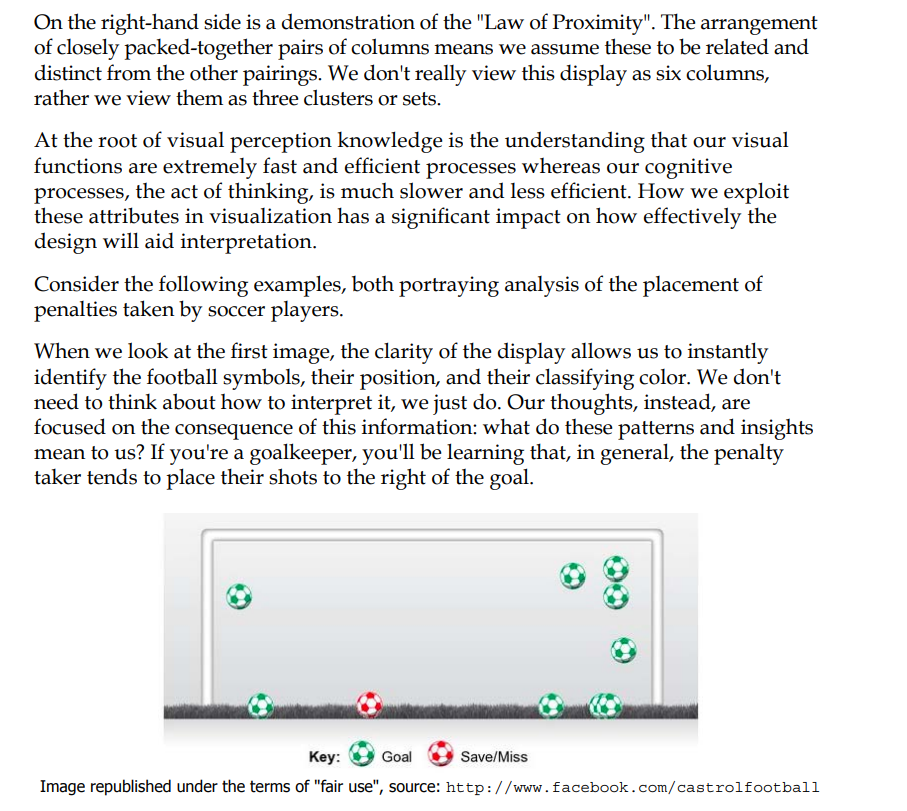 On the right-hand side is a demonstration of the "Law of Proximity". The arrangement
of closely packed-together pairs of columns means we assume these to be related and
distinct from the other pairings. We don't really view this display as six columns,
rather we view them as three clusters or sets.
At the root of visual perception knowledge is the understanding that our visual
functions are extremely fast and efficient processes whereas our cognitive
processes, the act of thinking, is much slower and less efficient. How we exploit
these attributes in visualization has a significant impact on how effectively the
design will aid interpretation.
Consider the following examples, both portraying analysis of the placement of
penalties taken by soccer players.
When we look at the first image, the clarity of the display allows us to instantly
identify the football symbols, their position, and their classifying color. We don't
need to think about how to interpret it, we just do. Our thoughts, instead, are
focused on the consequence of this information: what do these patterns and insights
mean to us? If you're a goalkeeper, you'll be learning that, in general, the penalty
taker tends to place their shots to the right of the goal.
Key: Goal Save/Miss
Image republished under the terms of "fair use", source: http://www.facebook.com/castrolfootball